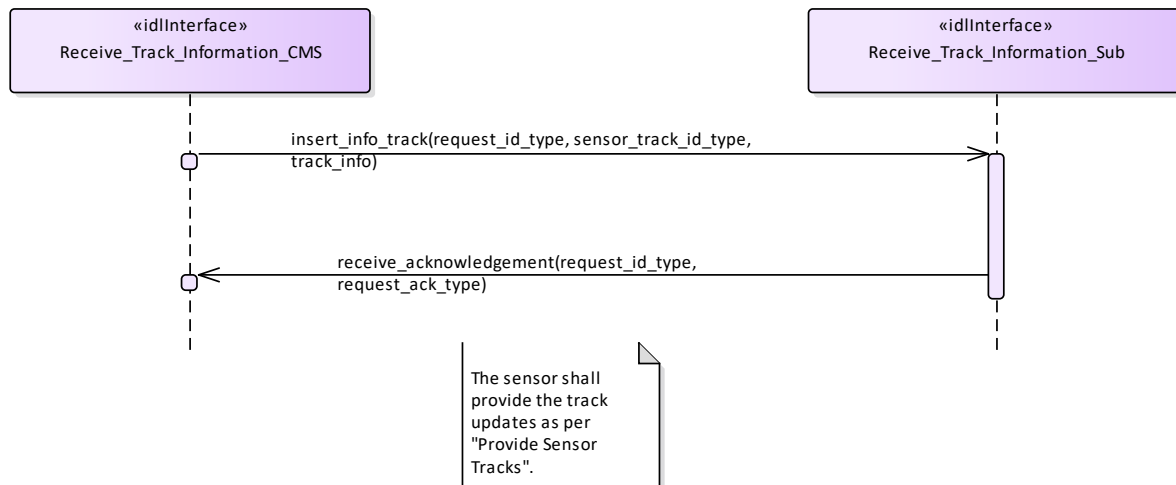 «idlInterface»
Receive_Track_Information_CMS
«idlInterface»
Receive_Track_Information_Sub
insert_info_track(request_id_type, sensor_track_id_type,
track_info)
receive_acknowledgement(request_id_type,
request_ack_type)
The sensor shall
provide the track
updates as per
"Provide Sensor
Tracks".